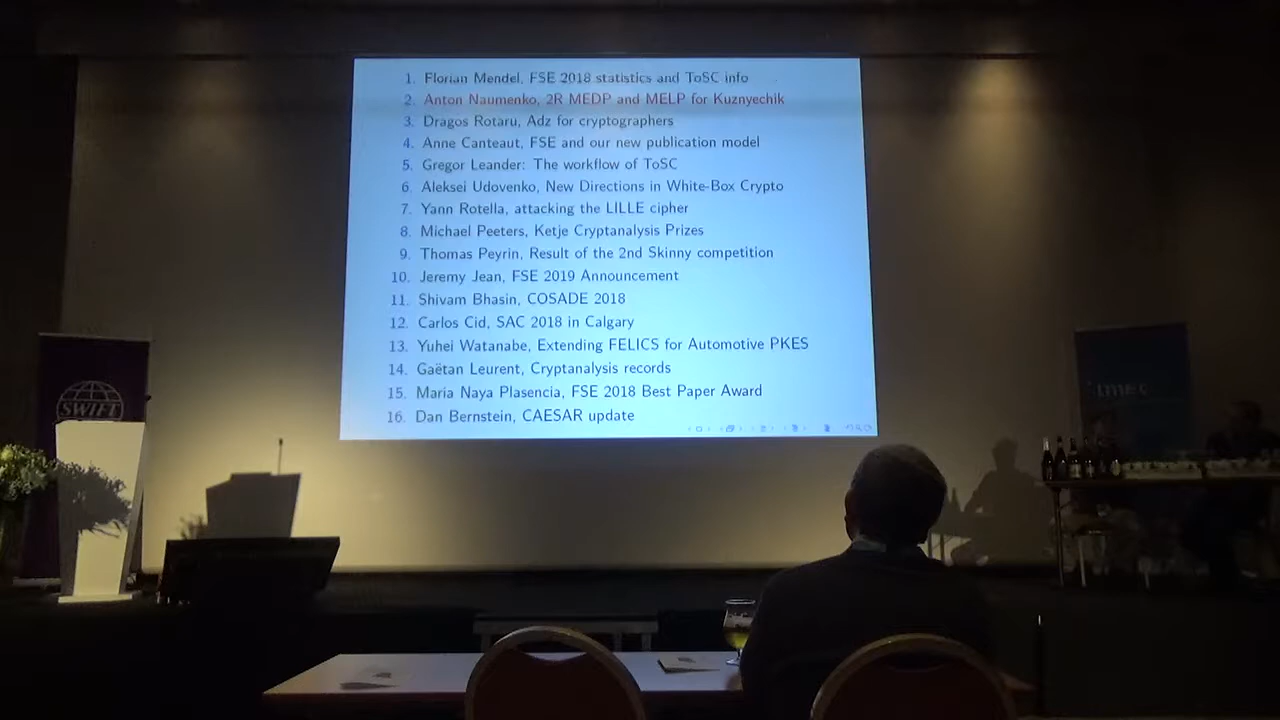 1. Florian Mendel, FSE 2018 statistics and ToSC info
2. Anton Naumenko, 2R MEDP and MELP for Kuznyechik
3. Dragos Rotaru, Adz for cryptographers
4. Anne Canteaut, FSE and our new publication model
5. Gregor Leander: The workflow of ToSC
6. Aleksei Udovenko, New Directions in White-Box Crypto
7. Yann Rotella, attacking the LILLE cipher
8. Michael Peeters, Ketje Cryptanalysis Prizes
9. Thomas Peyrin, Result of the 2nd Skinny competition
10. Jeremy Jean, FSE 2019 Announcement
11. Shivam Bhasin, COSADE 2018
12. Carlos Cid, SAC 2018 in Calgary
13. Yuhei Watanabe, Extending FELICS for Automotive PKES
14. Gaëtan Leurent, Cryptanalysis records
15. Maria Naya Plasencia, FSE 2018 Best Paper Award
16. Dan Bernstein, CAESAR update
SWIFT
imec